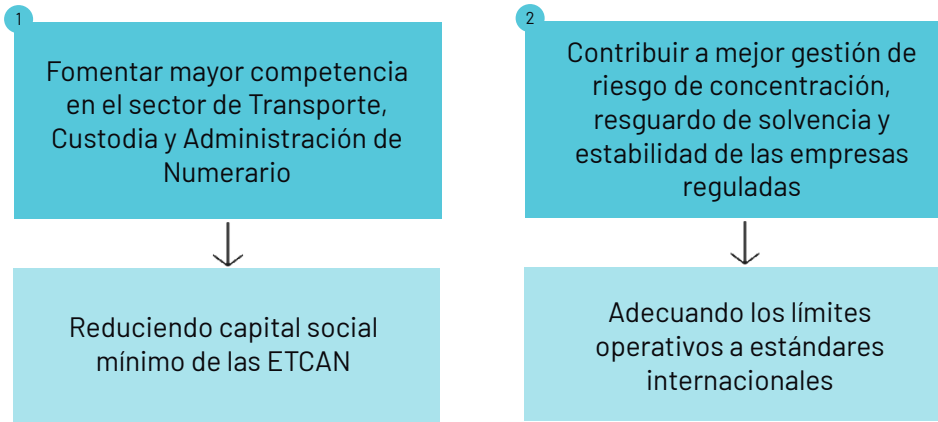 1
Fomentar mayor competencia
en el sector de Transporte,
Custodia y Administración de
Numerario
Reduciendo capital social
mínimo de las ETCAN
2
Contribuir a mejor gestión de
riesgo de concentración,
resguardo de solvencia y
estabilidad de las empresas
reguladas
Adecuando los límites
operativos a estándares
internacionales